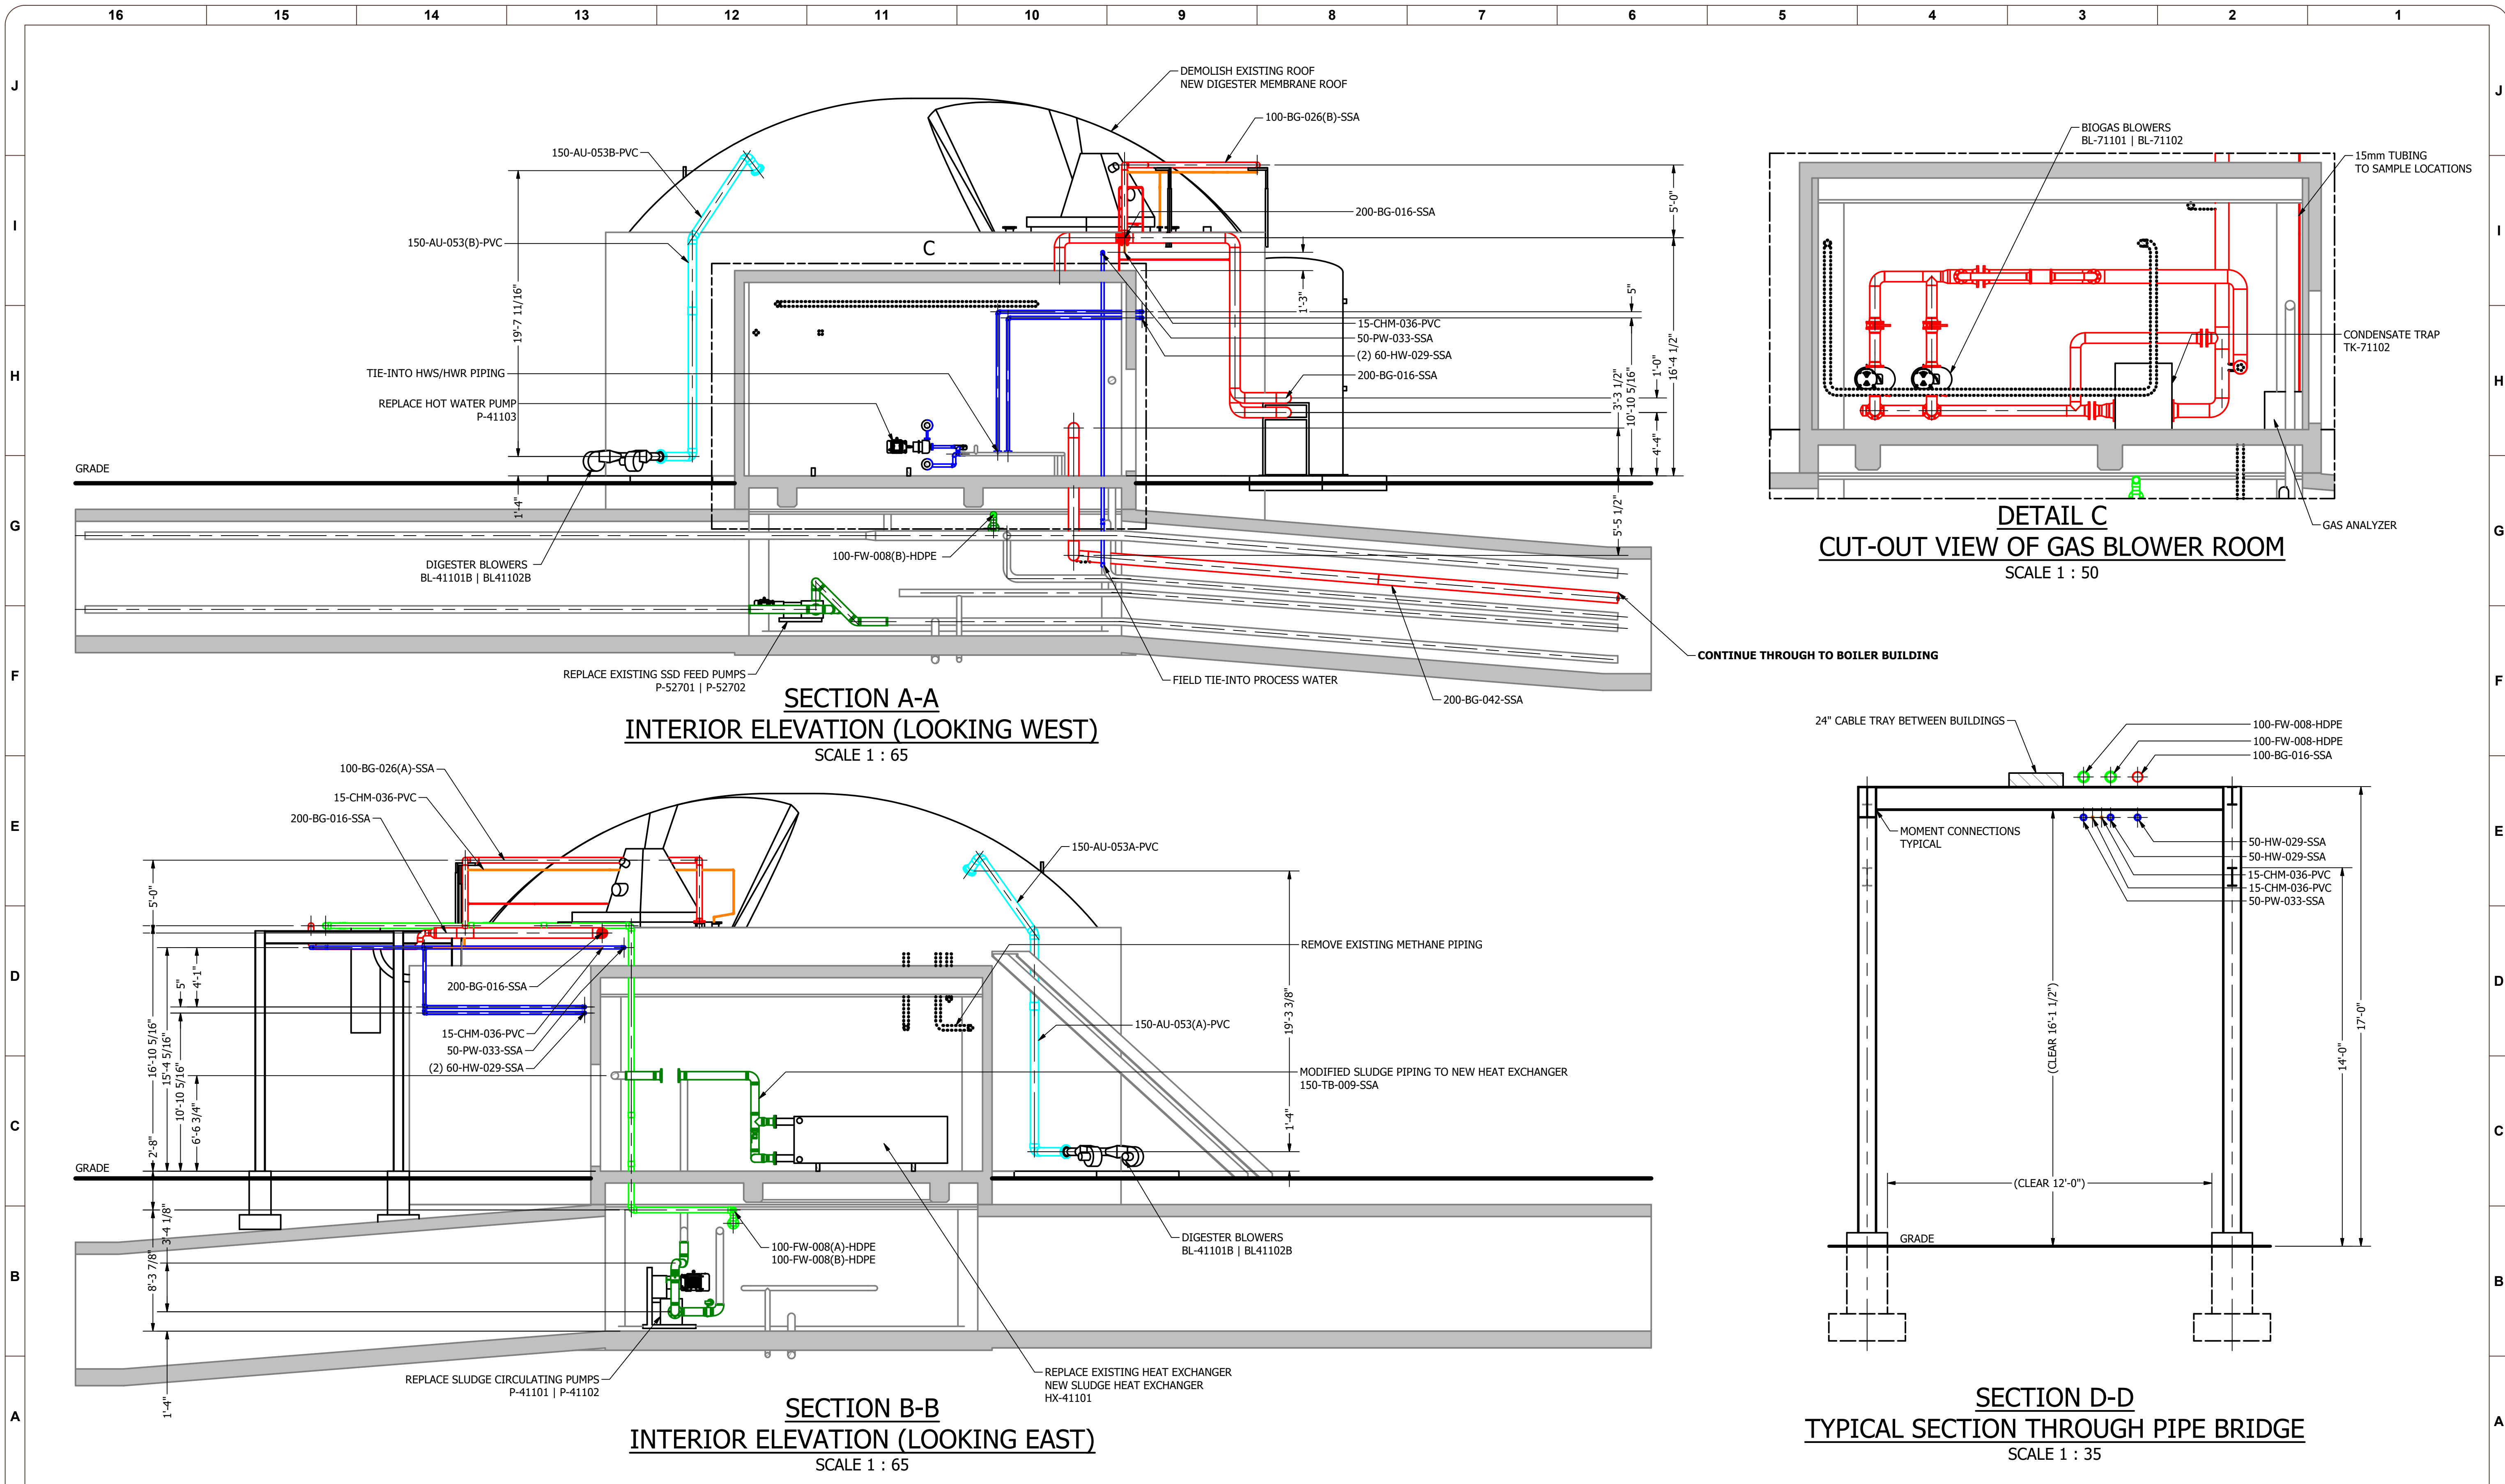 16 15 14 13 12 11 10 9 8 7 6 5 4 3 2 1
J
I
H
G
F
E
D
C
B
A
J
I
H
G
F
E
D
C
B
A
DEMOLISH EXISTING ROOF
NEW DIGESTER MEMBRANE ROOF
100-BG-026(B)-SSA
150-AU-053B-PVC
150-AU-053(B)-PVC
C
200-BG-016-SSA
19'-7 11/16"
1'-3"
5'-0"
5"
15-CHM-036-PVC
50-PW-033-SSA
(2) 60-HW-029-SSA
200-BG-016-SSA
TIE-INTO HWS/HWR PIPING
REPLACE HOT WATER PUMP
P-41103
3'-3 1/2"
10'-10 5/16"
1'-0"
4'-4"
16'-4 1/2"
GRADE
1'-4"
5'-5 1/2"
DIGESTER BLOWERS
BL-41101B | BL41102B
100-FW-008(B)-HDPE
REPLACE EXISTING SSD FEED PUMPS
P-52701 | P-52702
FIELD TIE-INTO PROCESS WATER
200-BG-042-SSA
CONTINUE THROUGH TO BOILER BUILDING
SECTION A-A
INTERIOR ELEVATION (LOOKING WEST)
SCALE 1 : 65
BIOGAS BLOWERS
BL-71101 | BL-71102
15mm TUBING
TO SAMPLE LOCATIONS
CONDENSATE TRAP
TK-71102
GAS ANALYZER
DETAIL C
CUT-OUT VIEW OF GAS BLOWER ROOM
SCALE 1 : 50
100-BG-026(A)-SSA
15-CHM-036-PVC
200-BG-016-SSA
150-AU-053A-PVC
5'-0"
REMOVE EXISTING METHANE PIPING
200-BG-016-SSA
15-CHM-036-PVC
50-PW-033-SSA
(2) 60-HW-029-SSA
4'-1"
5"
16'-10 5/16"
15'-4 5/16"
10'-10 5/16"
6'-6 3/4"
2'-8"
19'-3 3/8"
150-AU-053(A)-PVC
MODIFIED SLUDGE PIPING TO NEW HEAT EXCHANGER
150-TB-009-SSA
1'-4"
GRADE
3'-4 1/8"
8'-3 7/8"
1'-4"
100-FW-008(A)-HDPE
100-FW-008(B)-HDPE
DIGESTER BLOWERS
BL-41101B | BL41102B
REPLACE SLUDGE CIRCULATING PUMPS
P-41101 | P-41102
REPLACE EXISTING HEAT EXCHANGER
NEW SLUDGE HEAT EXCHANGER
HX-41101
SECTION B-B
INTERIOR ELEVATION (LOOKING EAST)
SCALE 1 : 65
24" CABLE TRAY BETWEEN BUILDINGS
100-FW-008-HDPE
100-FW-008-HDPE
100-BG-016-SSA
MOMENT CONNECTIONS
TYPICAL
50-HW-029-SSA
50-HW-029-SSA
15-CHM-036-PVC
15-CHM-036-PVC
50-PW-033-SSA
(CLEAR 16'-1 1/2")
14'-0"
17'-0"
(CLEAR 12'-0")
GRADE
SECTION D-D
TYPICAL SECTION THROUGH PIPE BRIDGE
SCALE 1 : 35